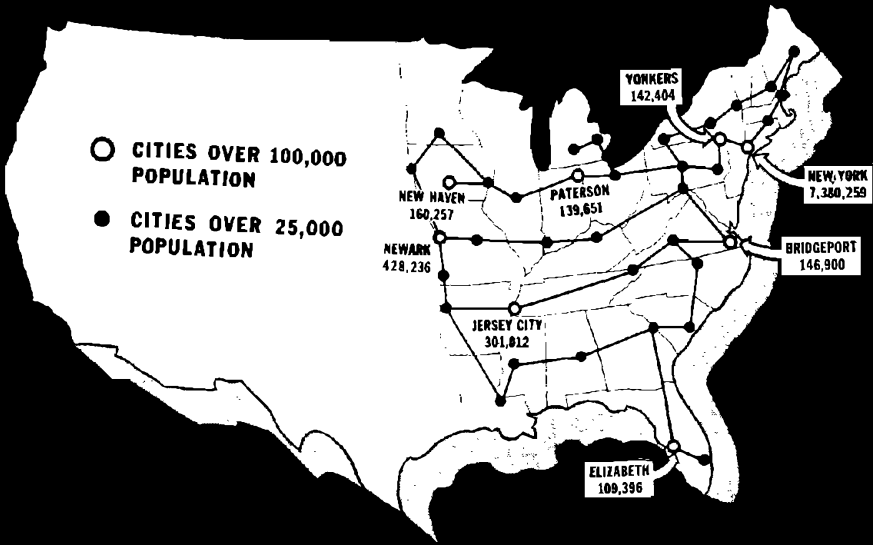 YONKERS
142,404
CITIES OVER 100,000
POPULATION
CITIES OVER 25,000
POPULATION
NEW YORK
7,380,259
NEW HAVEN
160,257
PATERSON
139,651
NEWARK
428,236
BRIDGEPORT
146,900
JERSEY CITY
301,012
ELIZABETH
109,396